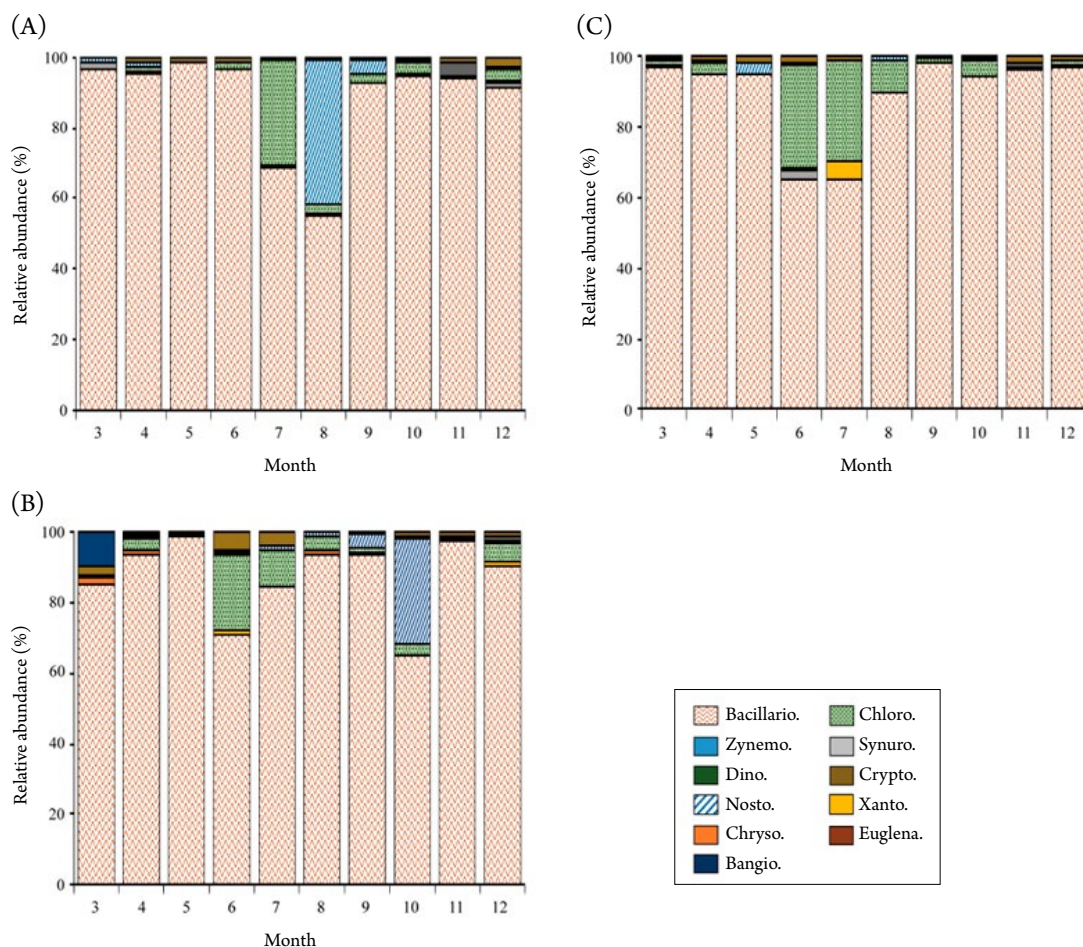 (A)
Relative abundance (%)
100
80
60
40
20
0
3 4 5 6 7 8 9 10 11 12
Month
(C)
Relative abundance (%)
100
80
60
40
20
0
3 4 5 6 7 8 9 10 11 12
Month
(B)
Relative abundance (%)
100
80
60
40
20
0
3 4 5 6 7 8 9 10 11 12
Month
Bacillario. Chloro.
Zynemo. Synuro.
Dino. Crypto.
Nosto. Xanto.
Chryso. Euglena.
Bangio.